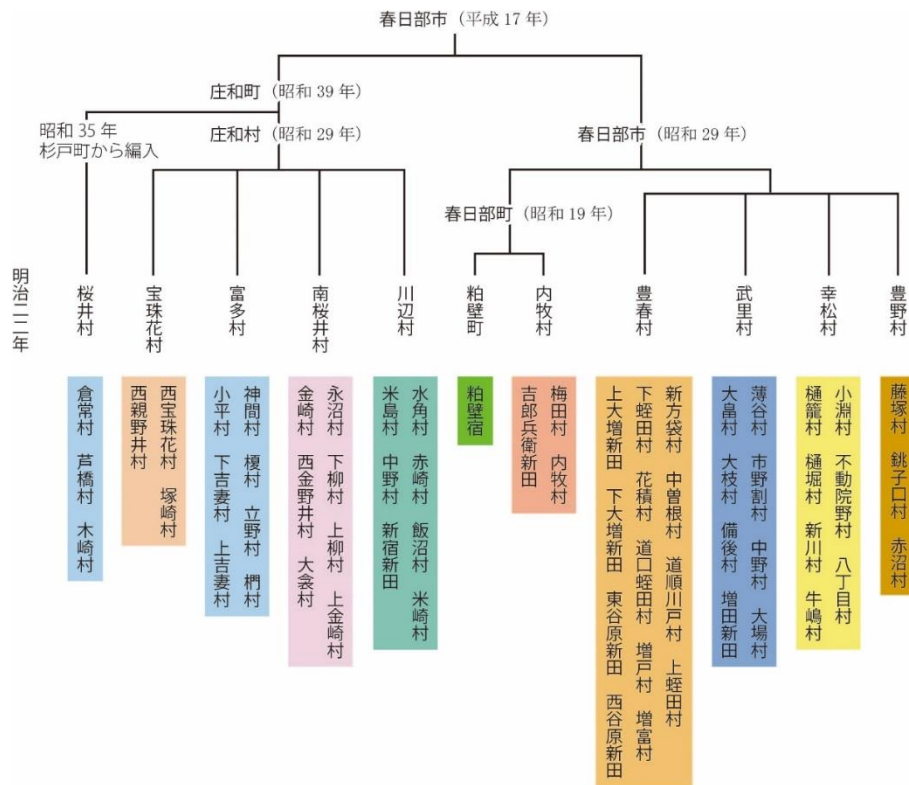 春日部市（平成17年）
庄和町（昭和39年）
昭和35年
杉戸町から編入
庄和村（昭和29年）
春日部市（昭和29年）
春日部町（昭和19年）
明治二二年
桜井村
宝珠花村
富多村
南桜井村
川辺村
粕壁町
内牧村
豊春村
武里村
幸松村
豊野村
倉常村 芦橋村 木崎村
西宝珠花村 塚崎村
西親野井村
神間村 榎村 立野村 椚村
小平村 下吉妻村 上吉妻村
永沼村 下柳村 上柳村 上金崎村
金崎村 西金野井村 大衾村
水角村 赤崎村 飯沼村 米崎村
米島村 中野村 新宿新田
粕壁宿
梅田村 内牧村
吉郎兵衛新田
新方袋村 中曽根村 道順川戸村 上蛭田村
下蛭田村 花積村 道口蛭田村 増戸村 増富村
上大増新田 下大増新田 東谷原新田 西谷原新田
薄谷村 市野割村 中野村 大場村
大畠村 大枝村 備後村 増田新田
小淵村 不動院野村 八丁目村
樋籠村 樋堀村 新川村 牛嶋村
藤塚村 銚子口村 赤沼村